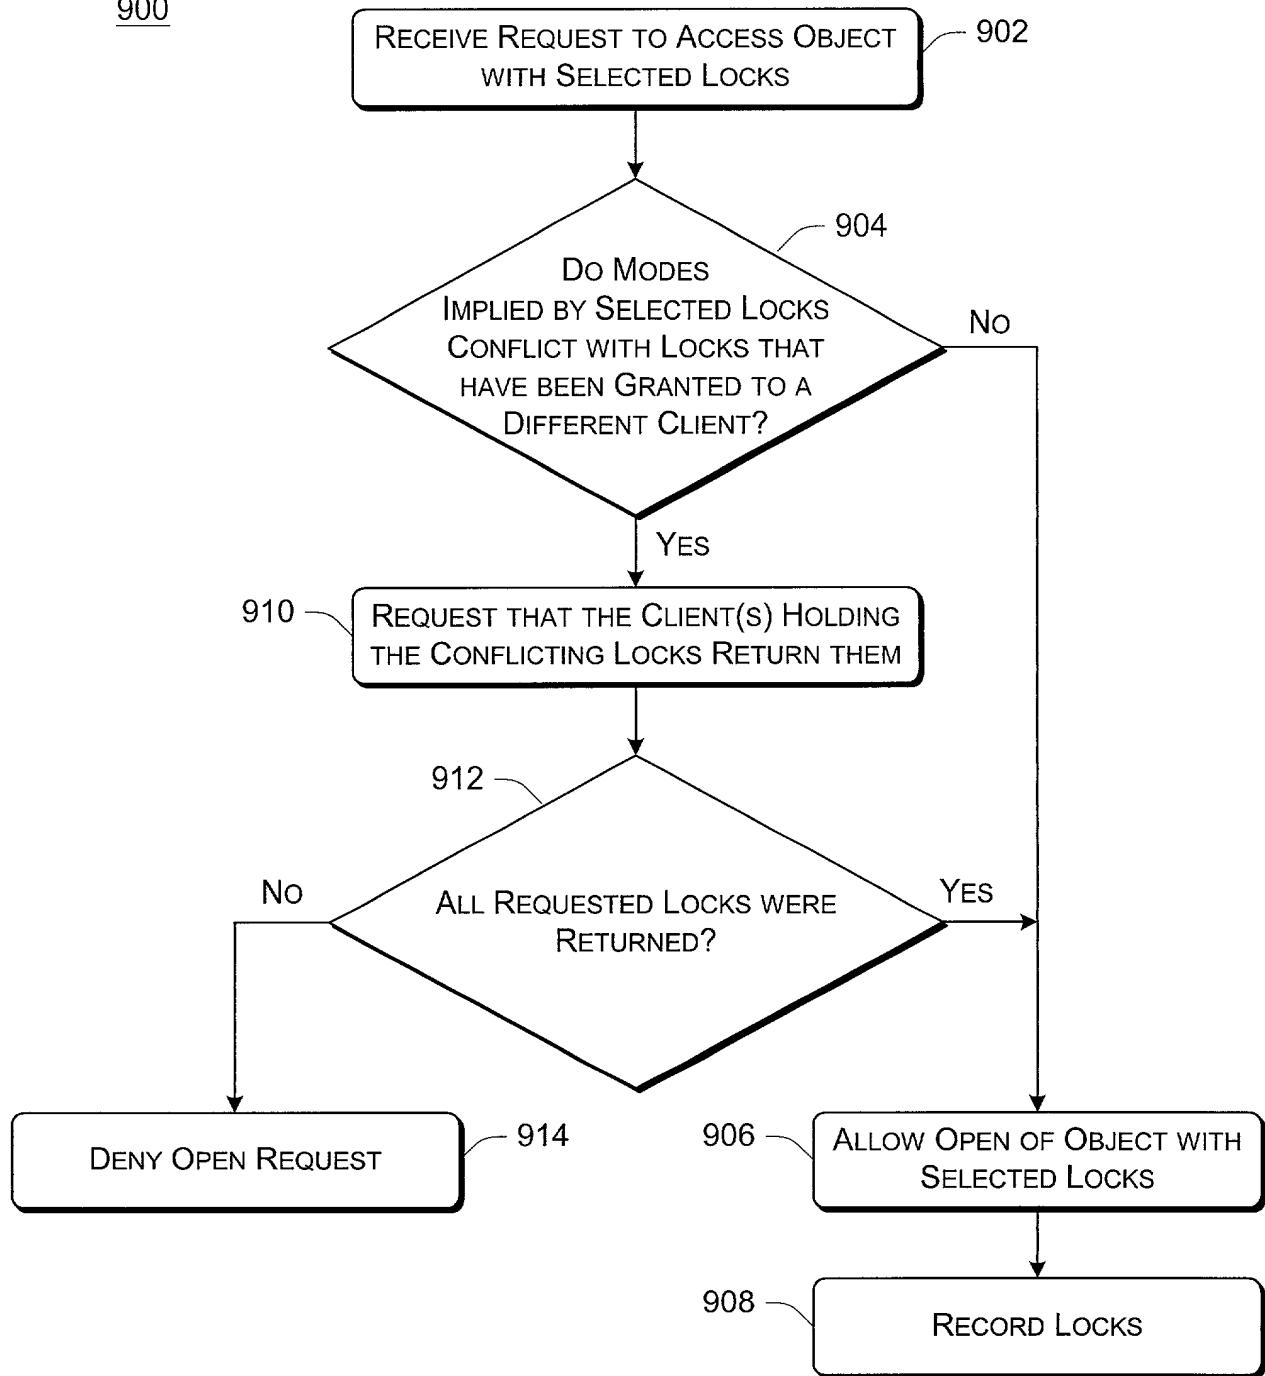 900
RECEIVE REQUEST TO ACCESS OBJECT
WITH SELECTED LOCKS
902
904
DO MODES
IMPLIED BY SELECTED LOCKS
CONFLICT WITH LOCKS THAT
HAVE BEEN GRANTED TO A
DIFFERENT CLIENT?
NO
YES
910
REQUEST THAT THE CLIENT(S) HOLDING
THE CONFLICTING LOCKS RETURN THEM
912
NO
ALL REQUESTED LOCKS WERE
RETURNED?
YES
DENY OPEN REQUEST
914
906
ALLOW OPEN OF OBJECT WITH
SELECTED LOCKS
908
RECORD LOCKS